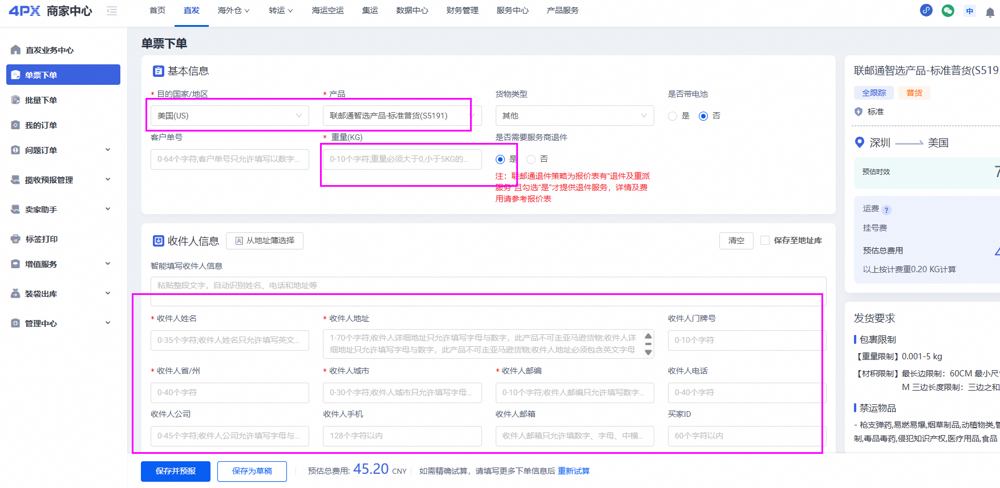 4PX 商家中心
首页 直发 海外仓 转运 海运空运 集运 数据中心 财务管理 服务中心 产品服务
中
直发业务中心
单票下单
批量下单
我的订单
问题订单
揽收预报管理
卖家助手
标签打印
增值服务
装袋出库
管理中心
单票下单
基本信息
* 目的国家/地区 * 产品 货物类型 是否带电池
美国(US) 联邮通智选产品-标准普货(S5191) 其他 是 否
客户单号 * 重量(KG) 是否需要服务商退件
0-64个字符;客户单号只允许填写以数字... 0-10个字符;重量必须大于0,小于5KG的... 是 否
注：联邮通退件策略为报价表有“退件及重派
服务”且勾选“是”才提供退件服务，详情及费
用请参考报价表
收件人信息 从地址簿选择 清空 保存至地址库
智能填写收件人信息
粘贴整段文字，自动识别姓名、电话和地址等
* 收件人姓名 * 收件人地址 收件人门牌号
0-35个字符;收件人姓名只允许填写英文... 1-70个字符;收件人详细地址只允许填写字母与数字，此产品不可走亚马逊货物;收件人详
细地址只允许填写字母与数字，此产品不可走亚马逊货物;收件人地址必须包含英文字母 0-10个字符
* 收件人省/州 * 收件人城市 * 收件人邮编 收件人电话
0-40个字符 0-30个字符;收件人城市只允许填写字母... 0-10个字符;收件人邮编只允许填写数字... 0-40个字符
收件人公司 收件人手机 收件人邮箱 买家ID
0-45个字符;收件人公司允许填写字母与... 128个字符以内 收件人邮箱只允许填数字、字母、中横... 60个字符以内
保存并预报 保存为草稿 预估总费用: 45.20 CNY 如需精确试算，请填写更多下单信息后 重新试算
联邮通智选产品-标准普货(S519
全跟踪 普货
标准
深圳 美国
预估时效
运费 ?
挂号费
预估总费用
以上按计费重0.20 KG计算
发货要求
包裹限制
【重量限制】0.001-5 kg
【材积限制】最长边限制：60CM 最小尺
M 三边长度限制：三边之和
禁运物品
- 枪支弹药,易燃易爆,烟草制品,动植物类,管
制,毒品毒药,侵犯知识产权,医疗用品,食品